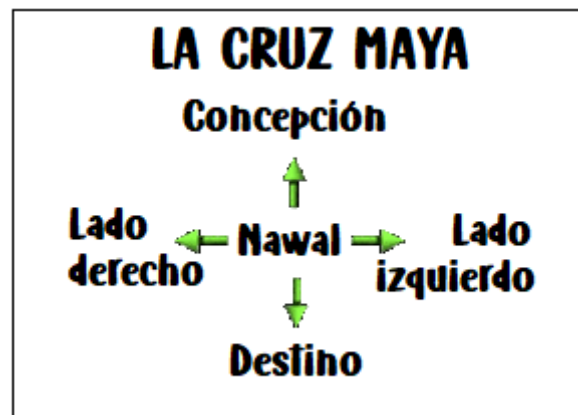 LA CRUZ MAYA
Concepción
Lado
derecho
Nawal
Lado
izquierdo
Destino